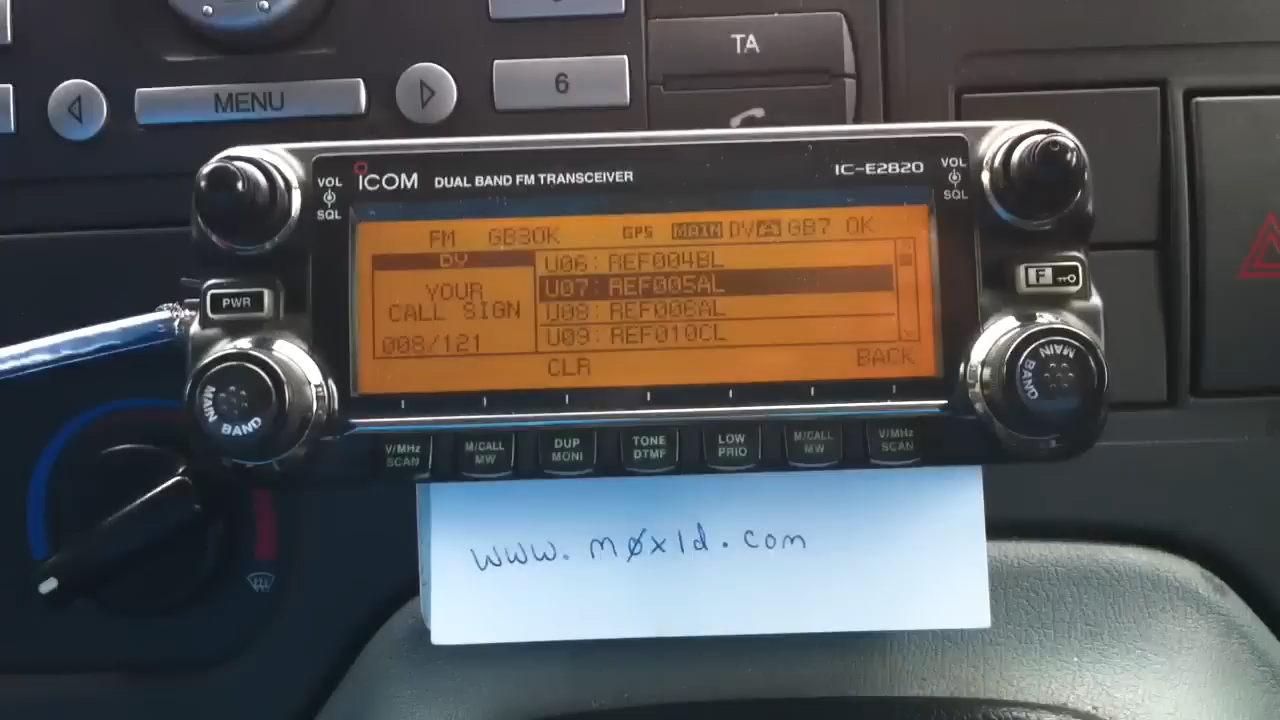 TA
6
MENU
ICOM DUAL BAND FM TRANSCEIVER IC-E2820
VOL
SQL
VOL
SQL
FM GB3OK GPS MAIN DV A GB7 OK
DV
YOUR
CALL SIGN
008/121
U06: REF004BL
U07: REF005AL
U08: REF006AL
U09: REF010CL
CLR BACK
PWR
F
MAIN
BAND
MAIN
BAND
V/MHz
SCAN
M/CALL
MW
DUP
MONI
TONE
DTMF
LOW
PRIO
M/CALL
MW
V/MHz
SCAN
www.møxld.com